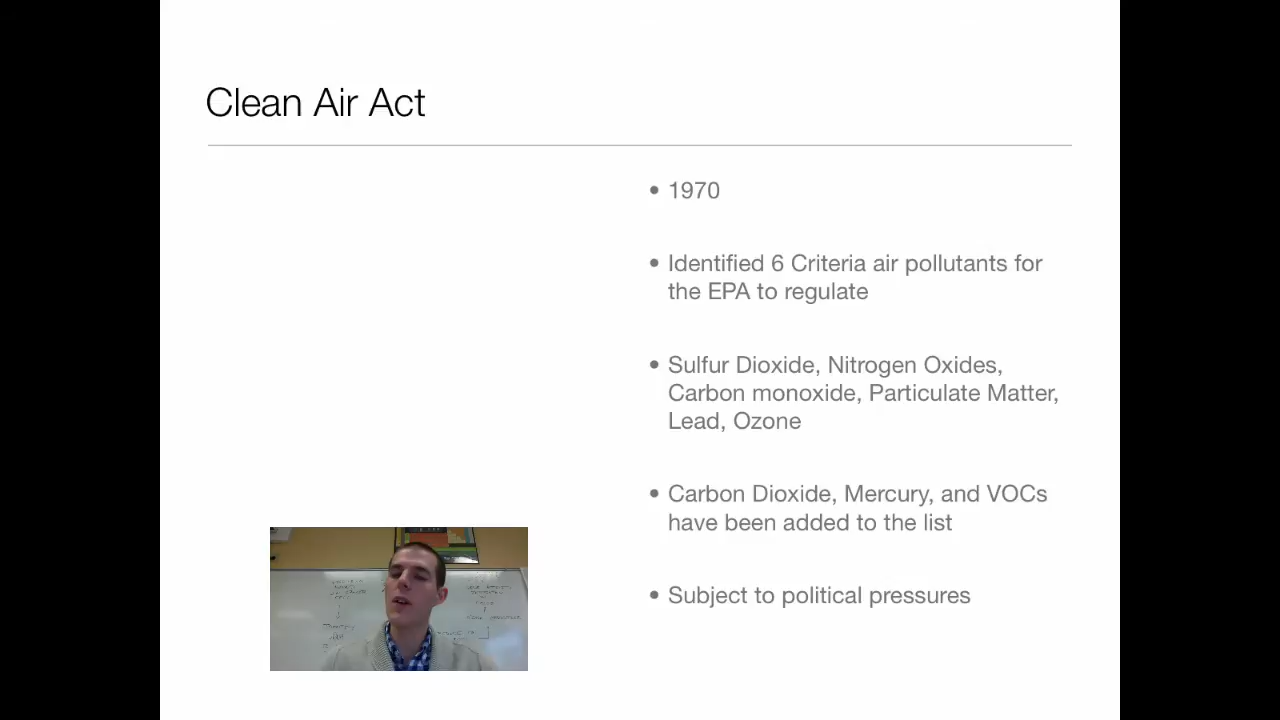 Clean Air Act
• 1970
• Identified 6 Criteria air pollutants for
the EPA to regulate
• Sulfur Dioxide, Nitrogen Oxides,
Carbon monoxide, Particulate Matter,
Lead, Ozone
• Carbon Dioxide, Mercury, and VOCs
have been added to the list
• Subject to political pressures